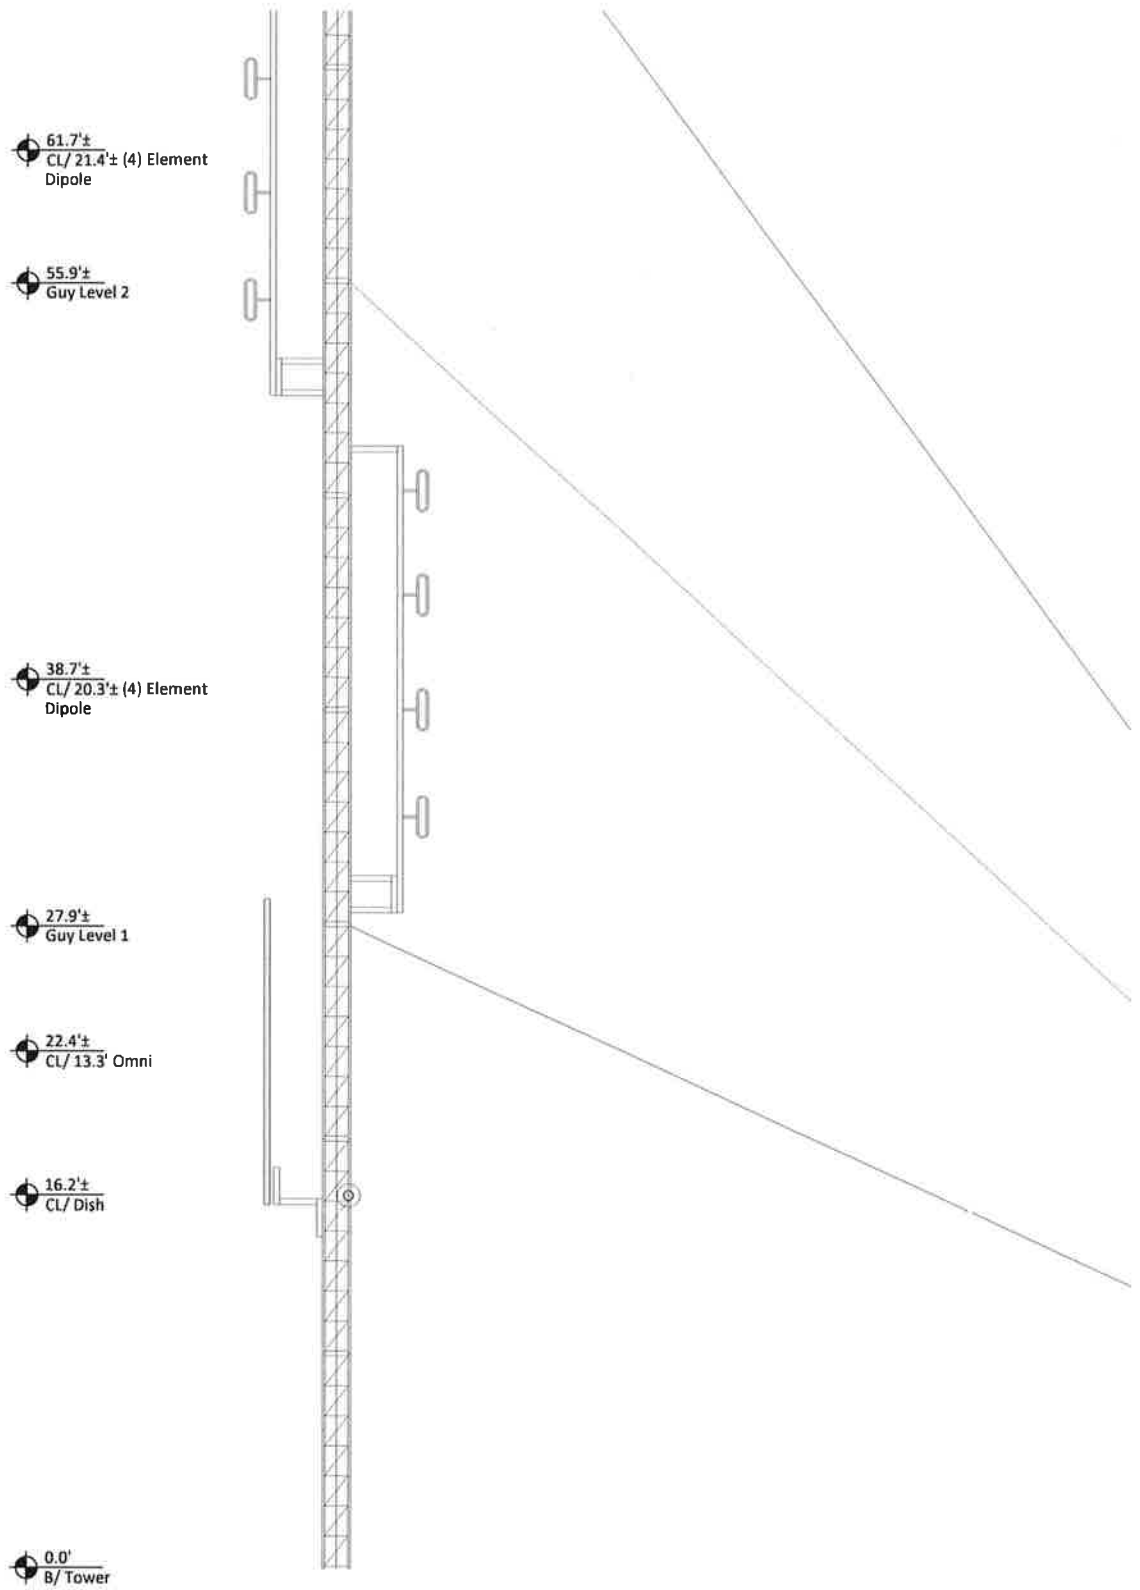 61.7'±
CL/ 21.4'± (4) Element
Dipole
55.9'±
Guy Level 2
38.7'±
CL/ 20.3'± (4) Element
Dipole
27.9'±
Guy Level 1
22.4'±
CL/ 13.3' Omni
16.2'±
CL/ Dish
0.0'
B/ Tower